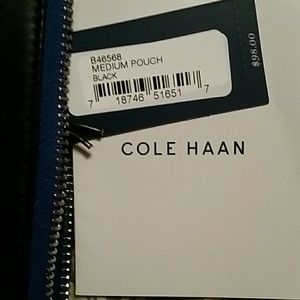 B46568
MEDIUM POUCH
BLACK
7 18746 51651 7
$98.00
COLE HAAN